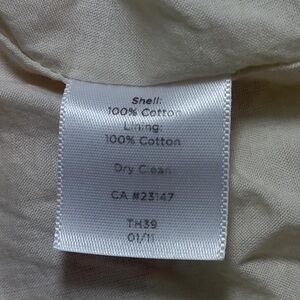 Shell:
100% Cotton
Lining:
100% Cotton
Dry Clean
CA #23147
TH39
01/11